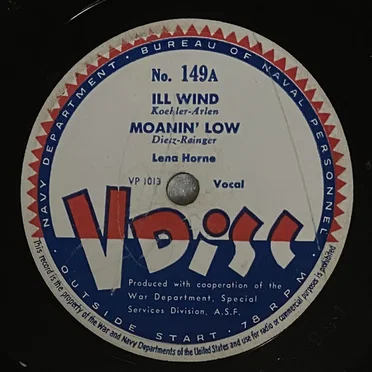 NAVY DEPARTMENT · BUREAU OF NAVAL PERSONNEL
No. 149A
ILL WIND
Koehler-Arlen
MOANIN' LOW
Dietz-Rainger
Lena Horne
VP 1013 Vocal
V DiSC
Produced with cooperation of the
War Department, Special
Services Division, A.S.F.
· OUTSIDE START · 78 RPM ·
This record is the property of the War and Navy Departments of the United States and use for radio or commercial purposes is prohibited